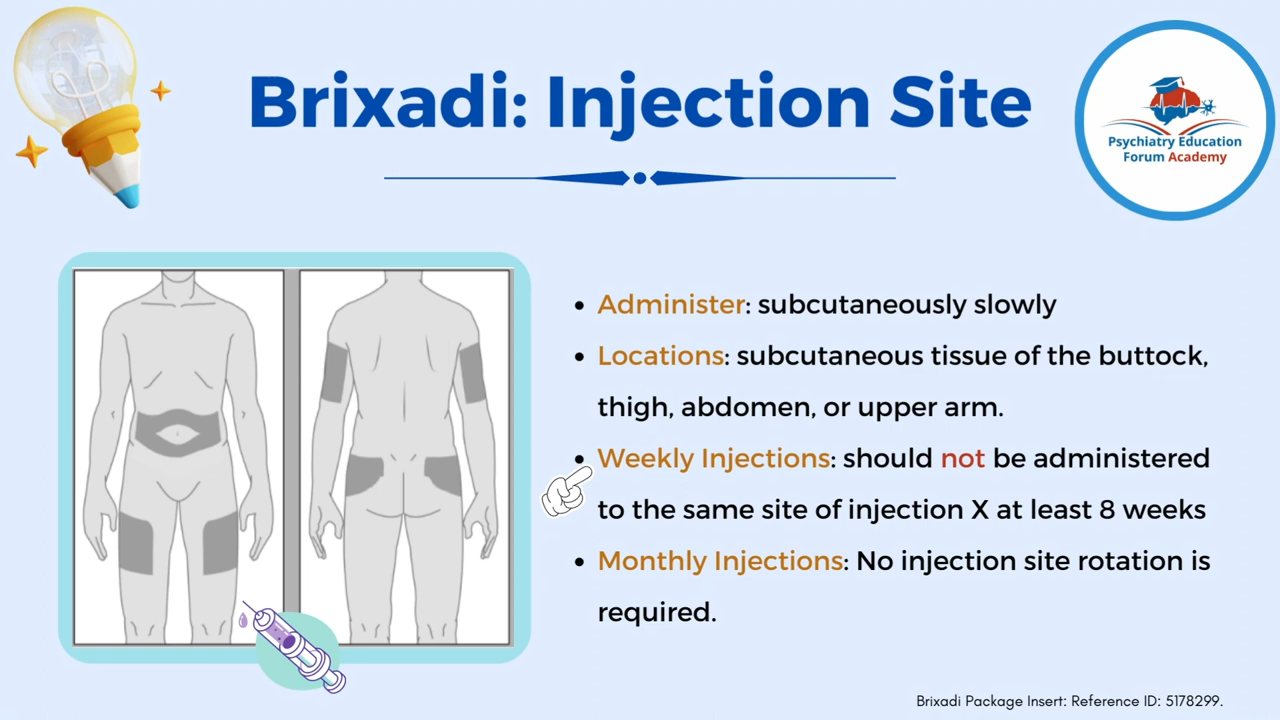 Brixadi: Injection Site
Psychiatry Education
Forum Academy
• Administer: subcutaneously slowly
• Locations: subcutaneous tissue of the buttock,
thigh, abdomen, or upper arm.
• Weekly Injections: should not be administered
to the same site of injection X at least 8 weeks
• Monthly Injections: No injection site rotation is
required.
Brixadi Package Insert: Reference ID: 5178299.